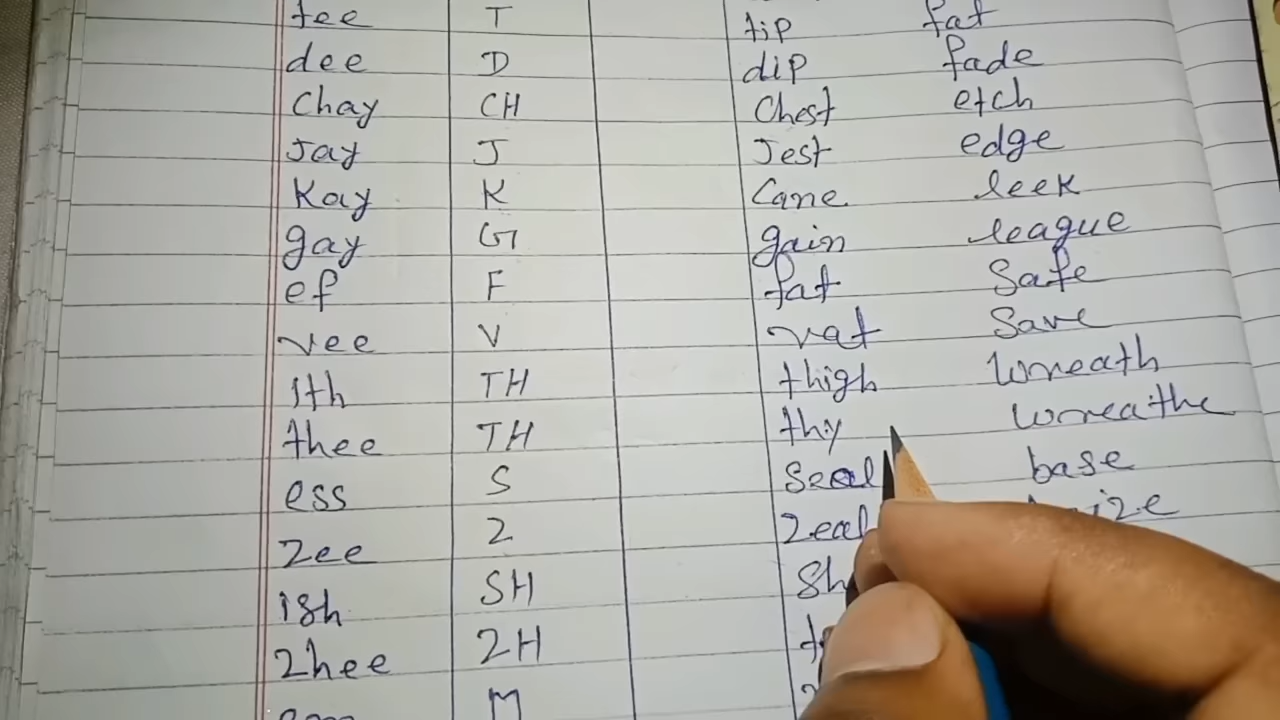 tee T tip fat
dee D dip fade
Chay CH Chest etch
Jay J Jest edge
Kay K Cane leek
gay G gain league
ef F fat Safe
vee V vat Save
ith TH thigh Wreath
thee TH thy Wreathe
ess S Seal base
Zee Z Zeal
ish SH
Zhee ZH
M